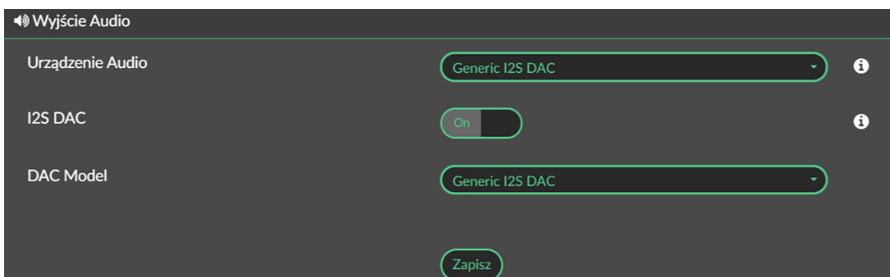 Wyjście Audio
Urządzenie Audio
Generic I2S DAC
I2S DAC
On
DAC Model
Generic I2S DAC
Zapisz